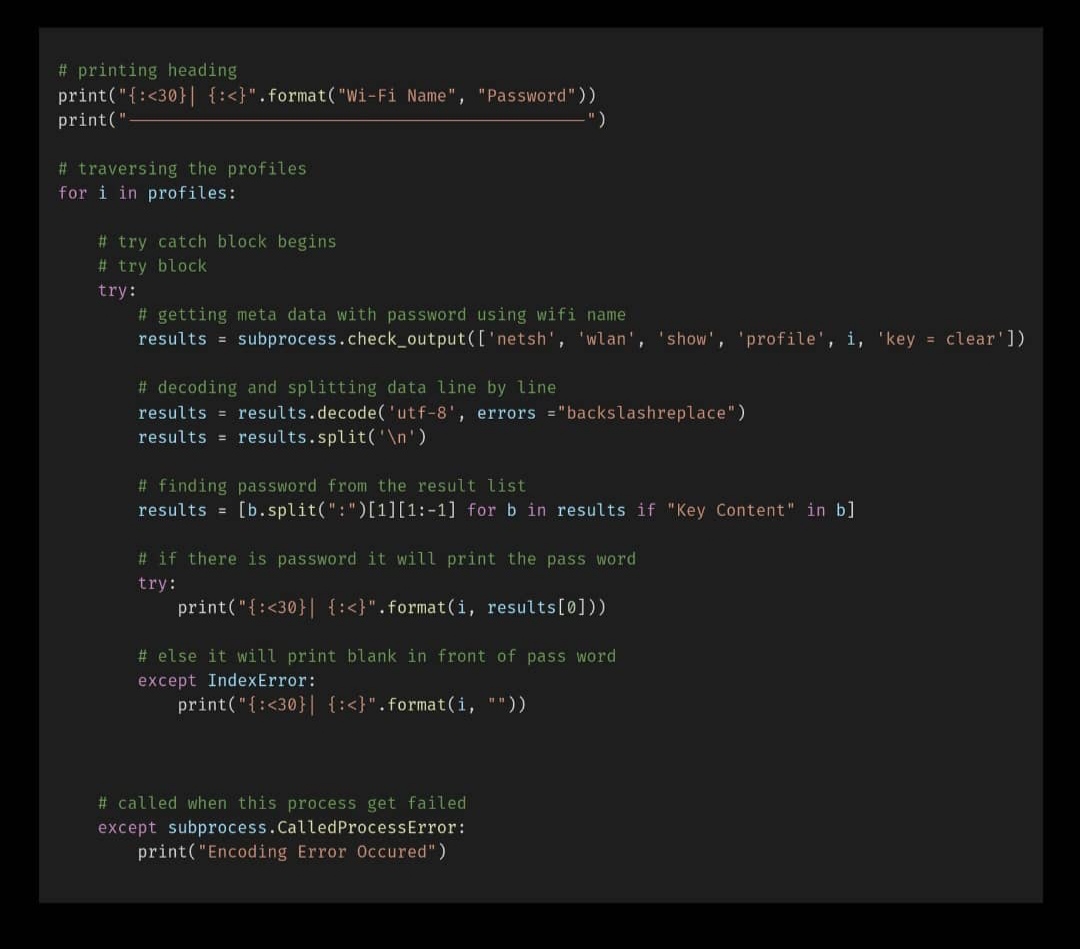 # printing heading
print("{:<30}| {:<}".format("Wi-Fi Name", "Password"))
print("———————————————————————")
# traversing the profiles
for i in profiles:
# try catch block begins
# try block
try:
# getting meta data with password using wifi name
results = subprocess.check_output(['netsh', 'wlan', 'show', 'profile', i, 'key = clear'])
# decoding and splitting data line by line
results = results.decode('utf-8', errors ="backslashreplace")
results = results.split('\n')
# finding password from the result list
results = [b.split(":")[1][1:-1] for b in results if "Key Content" in b]
# if there is password it will print the pass word
try:
print("{:<30}| {:<}".format(i, results[0]))
# else it will print blank in front of pass word
except IndexError:
print("{:<30}| {:<}".format(i, ""))
# called when this process get failed
except subprocess.CalledProcessError:
print("Encoding Error Occured")